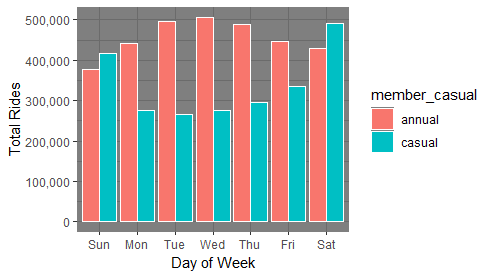 500,000
400,000
300,000
200,000
100,000
0
Total Rides
Sun Mon Tue Wed Thu Fri Sat
Day of Week
member_casual
annual
casual